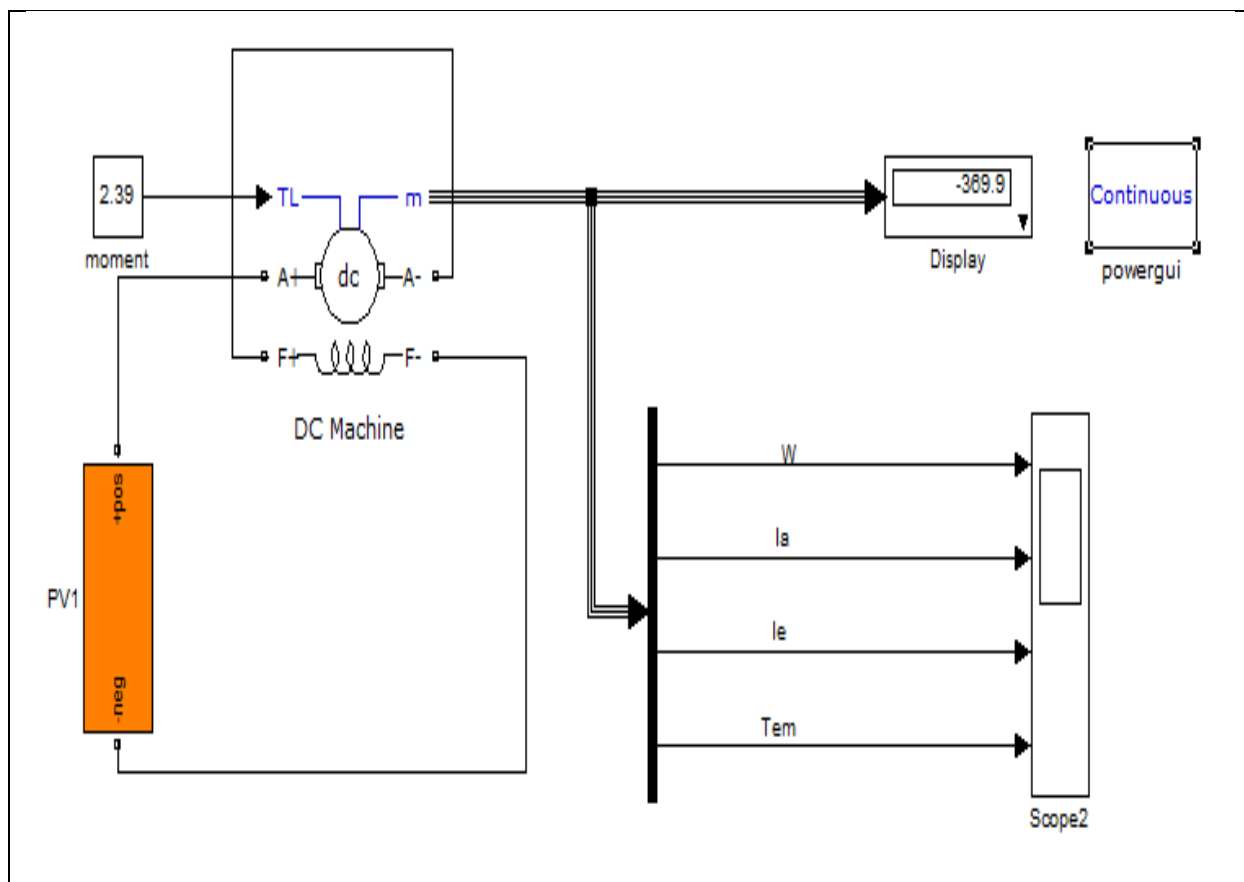 2.39
moment
TL
m
A+
dc
A-
F+
F-
DC Machine
-369.9
Display
Continuous
powergui
+pos
PV1
-neg
W
Ia
Ie
Tem
Scope2